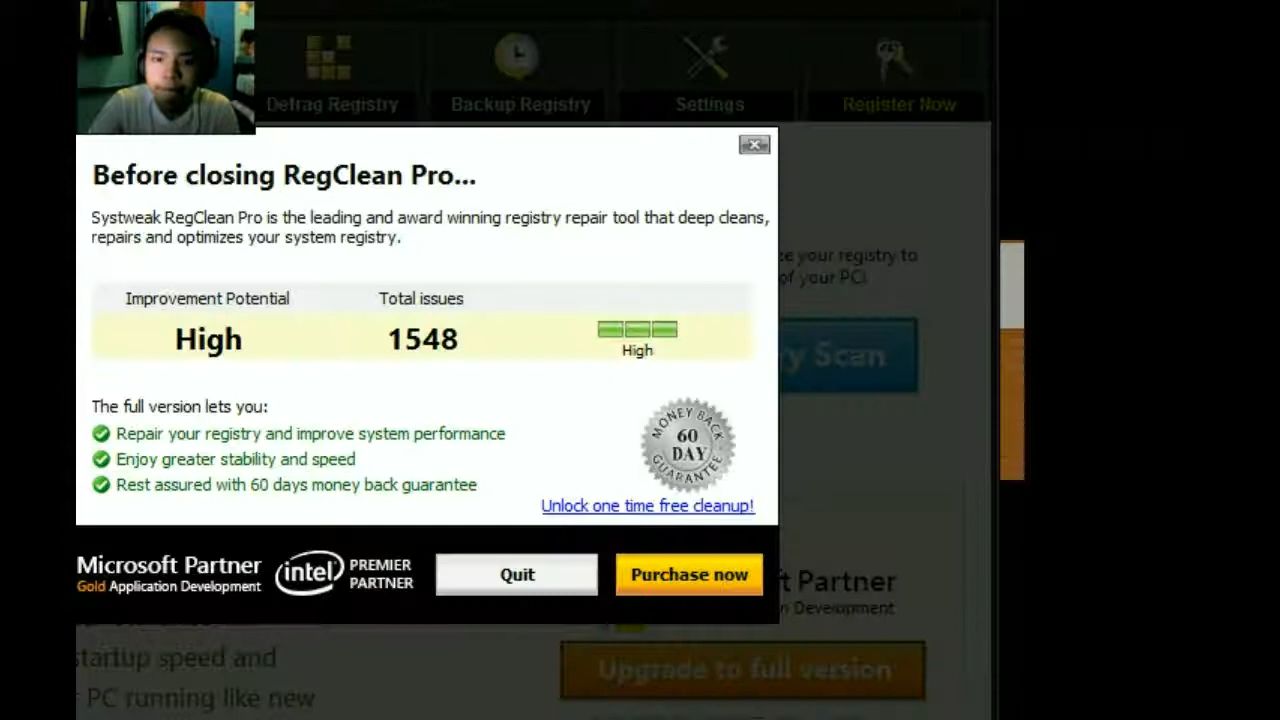 Defrag Registry
Backup Registry
Settings
Register Now
Before closing RegClean Pro...
Systweak RegClean Pro is the leading and award winning registry repair tool that deep cleans,
repairs and optimizes your system registry.
your registry to
of your PC!
Improvement Potential
Total issues
High
1548
High
Scan
The full version lets you:
Repair your registry and improve system performance
Enjoy greater stability and speed
Rest assured with 60 days money back guarantee
MONEY BACK
60
DAY
GUARANTEE
Unlock one time free cleanup!
Microsoft Partner
Gold Application Development
intel
PREMIER
PARTNER
Quit
Purchase now
Partner
Development
startup speed and
PC running like new
Upgrade to full version